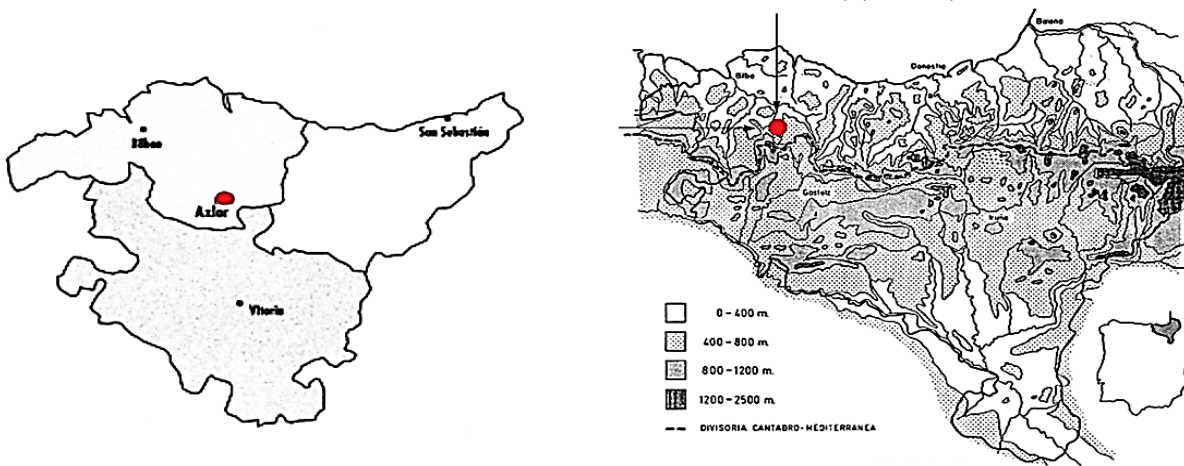 San Sebastián
Bilbao
Axlor
Vitoria
Baiona
Donostia
Bilbo
Gasteiz
Iruña
0 - 400 m.
400 - 800 m.
800 - 1200 m.
1200 - 2500 m.
DIVISORIA CANTABRO-MEDITERRANEA